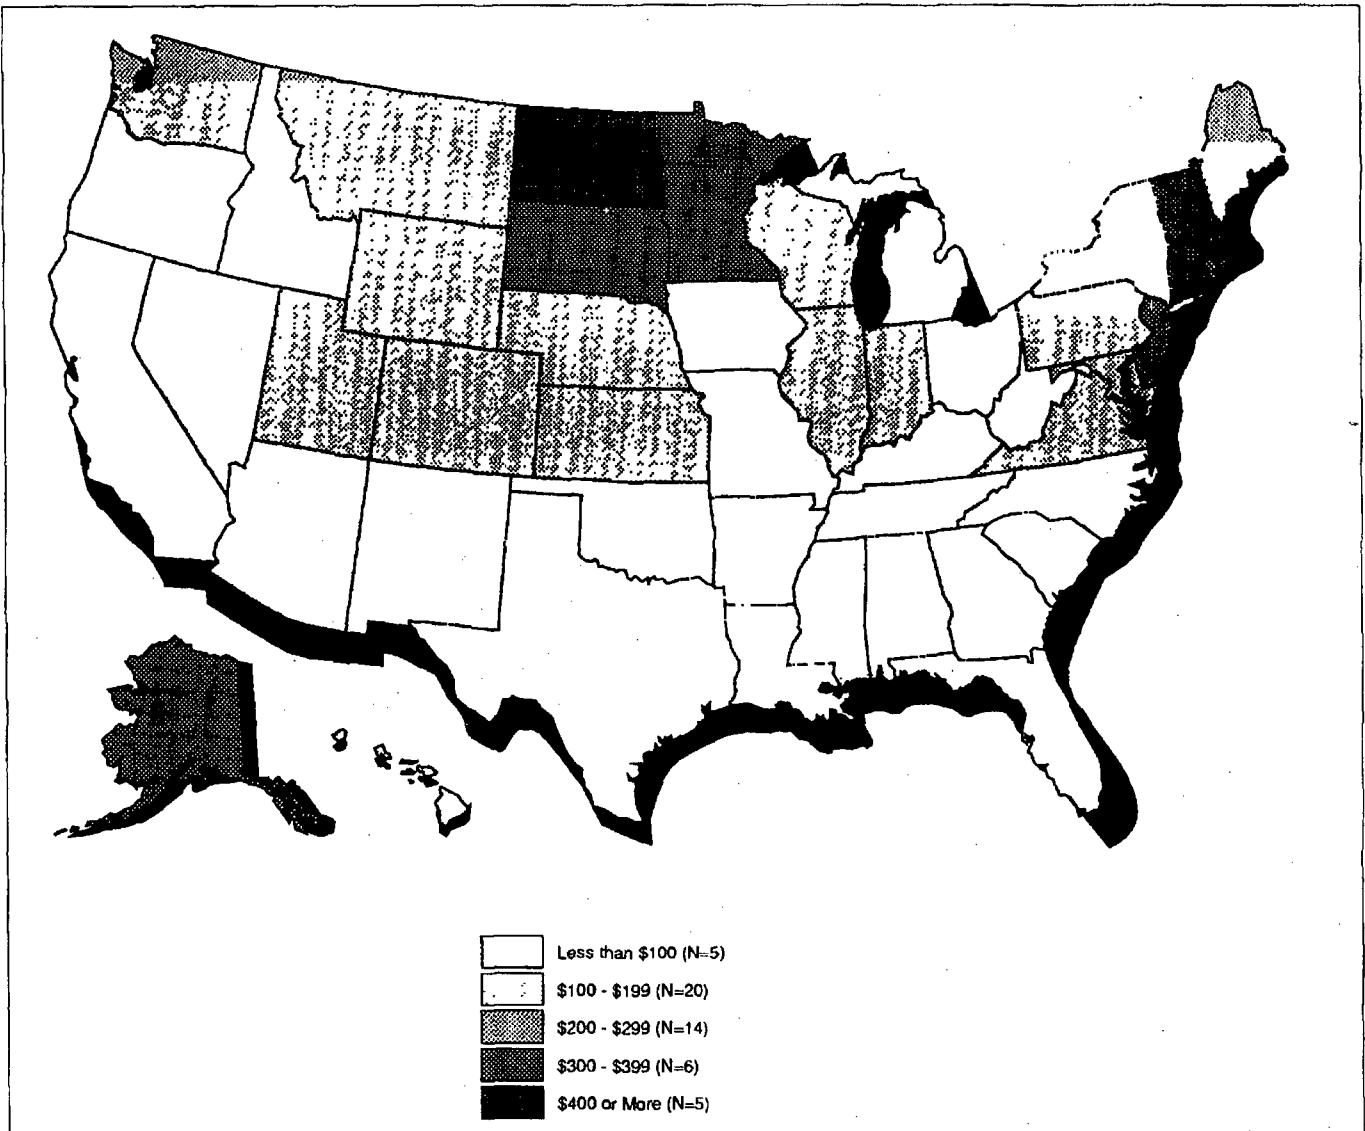 Less than $100 (N=5)
$100 - $199 (N=20)
$200 - $299 (N=14)
$300 - $399 (N=6)
$400 or More (N=5)